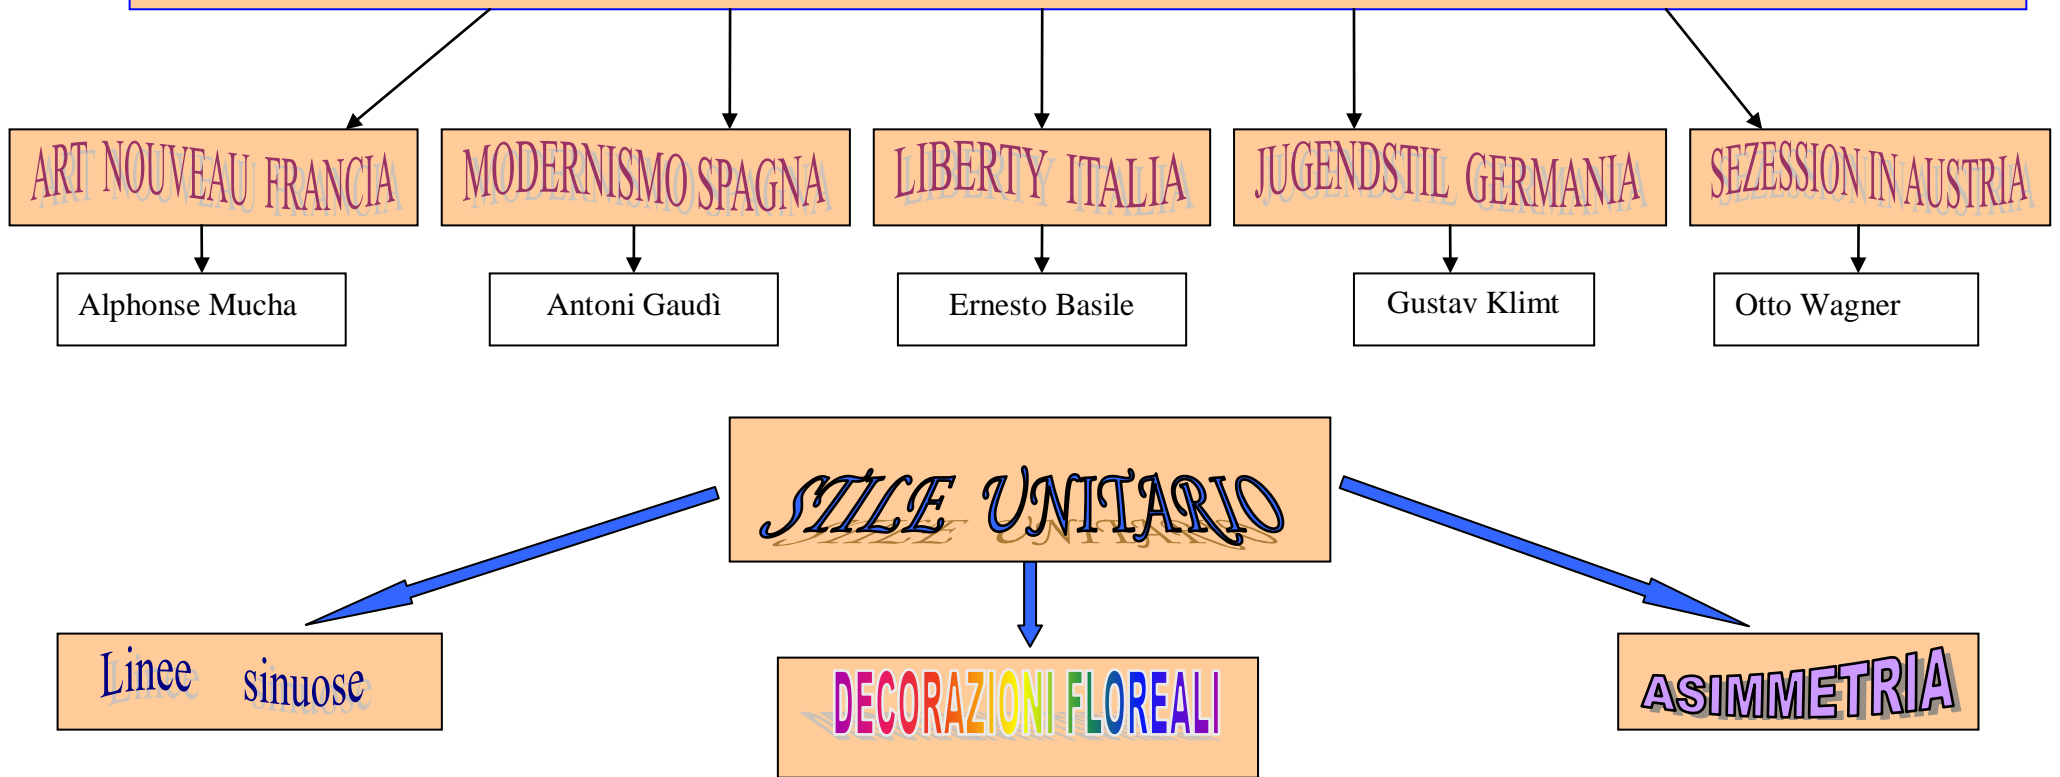 ART NOUVEAU FRANCIA
MODERNISMO SPAGNA
LIBERTY ITALIA
JUGENDSTIL GERMANIA
SEZESSION IN AUSTRIA
Alphonse Mucha
Antoni Gaudì
Ernesto Basile
Gustav Klimt
Otto Wagner
STILE UNITARIO
Linee sinuose
DECORAZIONI FLOREALI
ASIMMETRIA